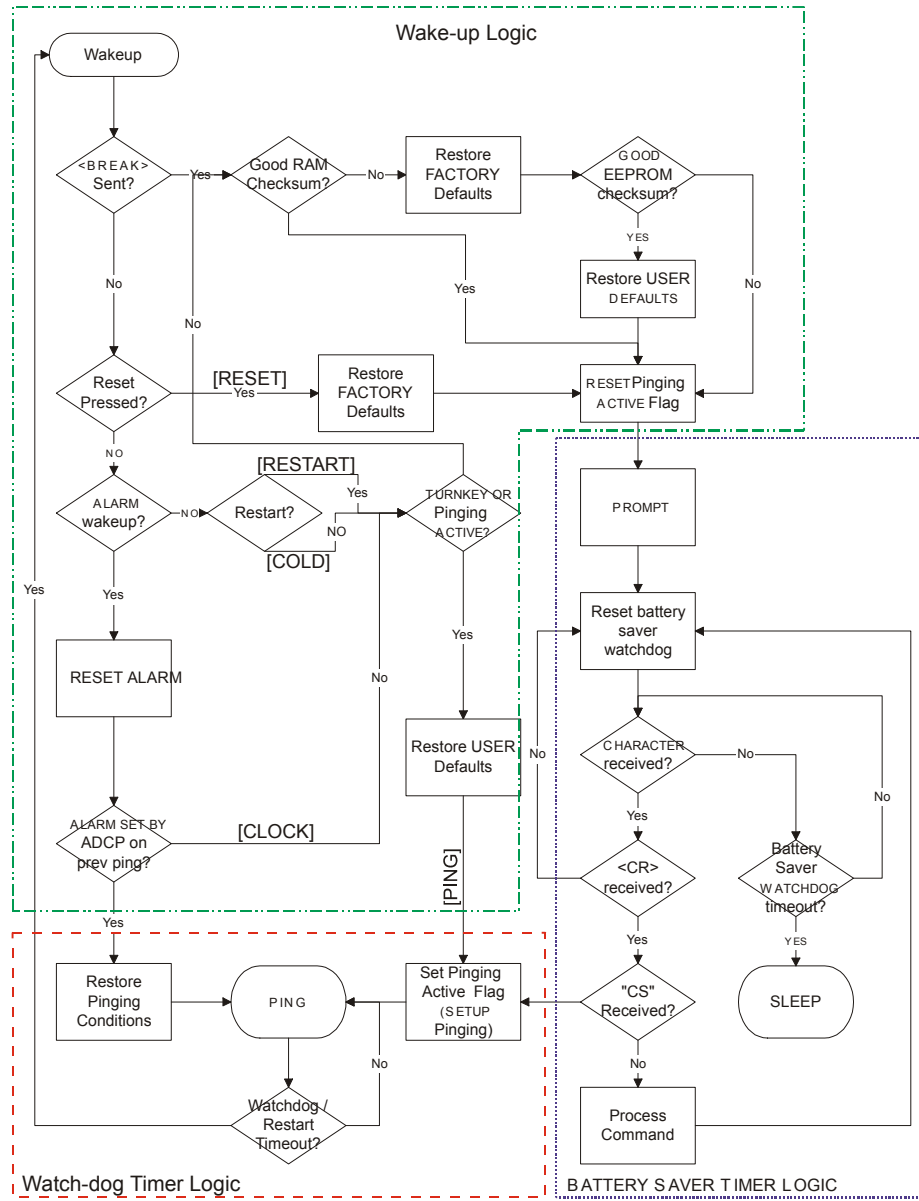 Wake-up Logic
Wakeup
<BREAK>
Sent?
Yes
Good RAM
Checksum?
No
Restore
FACTORY
Defaults
GOOD
EEPROM
checksum?
YES
Restore USER
DEFAULTS
No
Yes
No
No
Reset
Pressed?
[RESET]
Yes
Restore
FACTORY
Defaults
RESET Pinging
ACTIVE Flag
NO
ALARM
wakeup?
NO
Restart?
[RESTART]
Yes
NO
[COLD]
TURNKEY OR
Pinging
ACTIVE?
PROMPT
Yes
Yes
Yes
No
Reset battery
saver
watchdog
RESET ALARM
Restore USER
Defaults
No
CHARACTER
received?
No
No
Yes
ALARM SET BY
ADCP on
prev ping?
[CLOCK]
[PING]
<CR>
received?
Battery
Saver
WATCHDOG
timeout?
Yes
Yes
YES
Restore
Pinging
Conditions
PING
Set Pinging
Active Flag
(SETUP
Pinging)
"CS"
Received?
SLEEP
No
No
Watchdog /
Restart
Timeout?
Process
Command
Watch-dog Timer Logic
BATTERY SAVER TIMER LOGIC